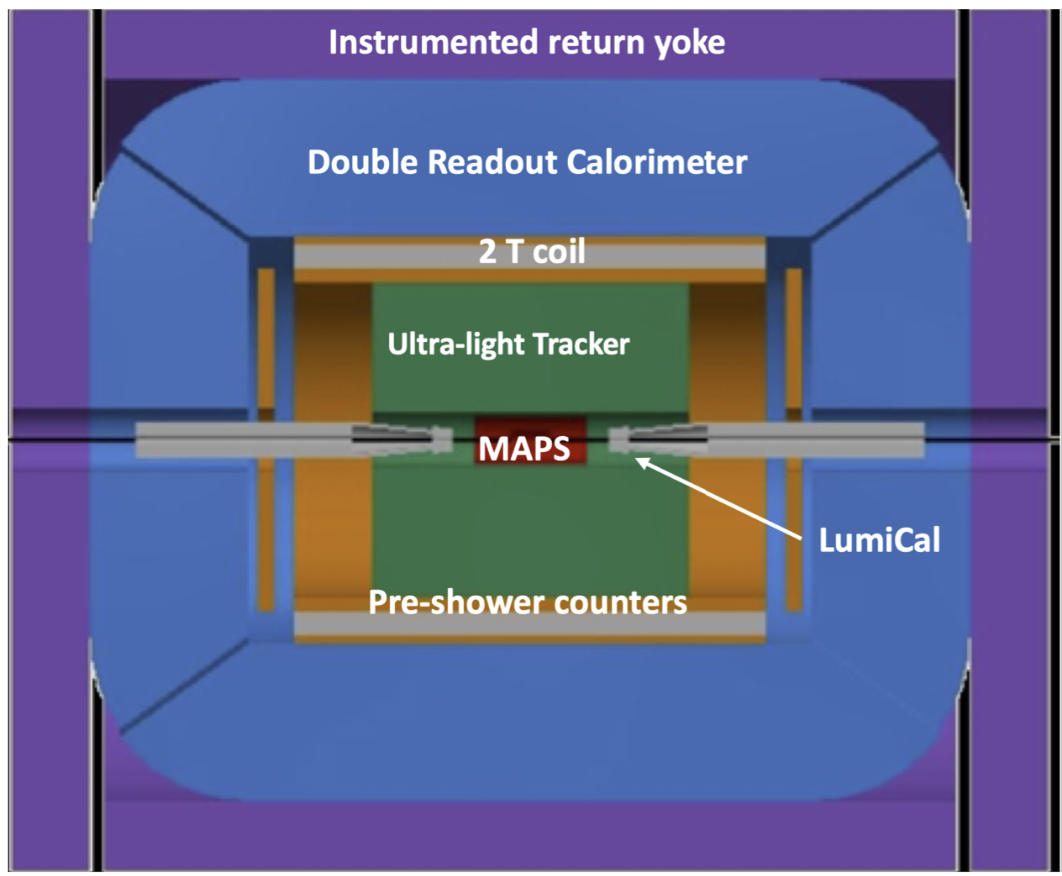 Instrumented return yoke
Double Readout Calorimeter
2 T coil
Ultra-light Tracker
MAPS
LumiCal
Pre-shower counters